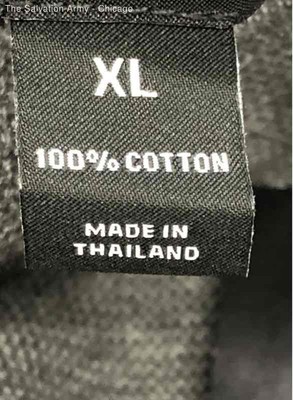 The Salvation Army - Chicago
XL
100% COTTON
MADE IN
THAILAND